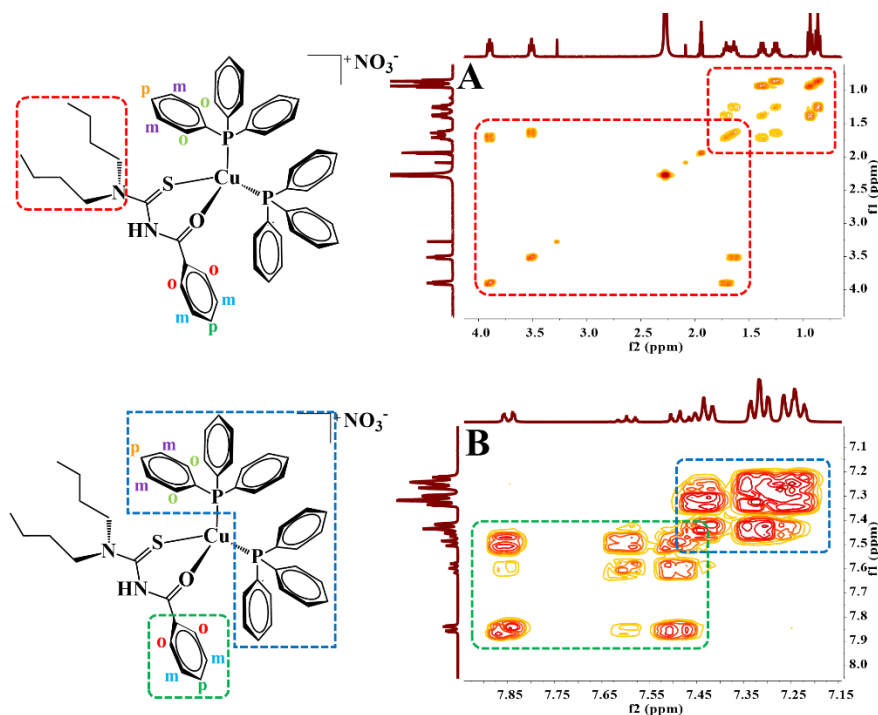 +NO₃⁻
A
p
m
o
m
o
P
S
Cu
P
N
O
HN
o
o
m
m
p
1.0
1.5
2.0
2.5
3.0
3.5
4.0
f1 (ppm)
4.0 3.5 3.0 2.5 2.0 1.5 1.0
f2 (ppm)
+NO₃⁻
B
p
m
o
m
o
P
S
Cu
P
N
O
HN
o
o
m
m
p
7.1
7.2
7.3
7.4
7.5
7.6
7.7
7.8
7.9
8.0
f1 (ppm)
7.85 7.75 7.65 7.55 7.45 7.35 7.25 7.15
f2 (ppm)